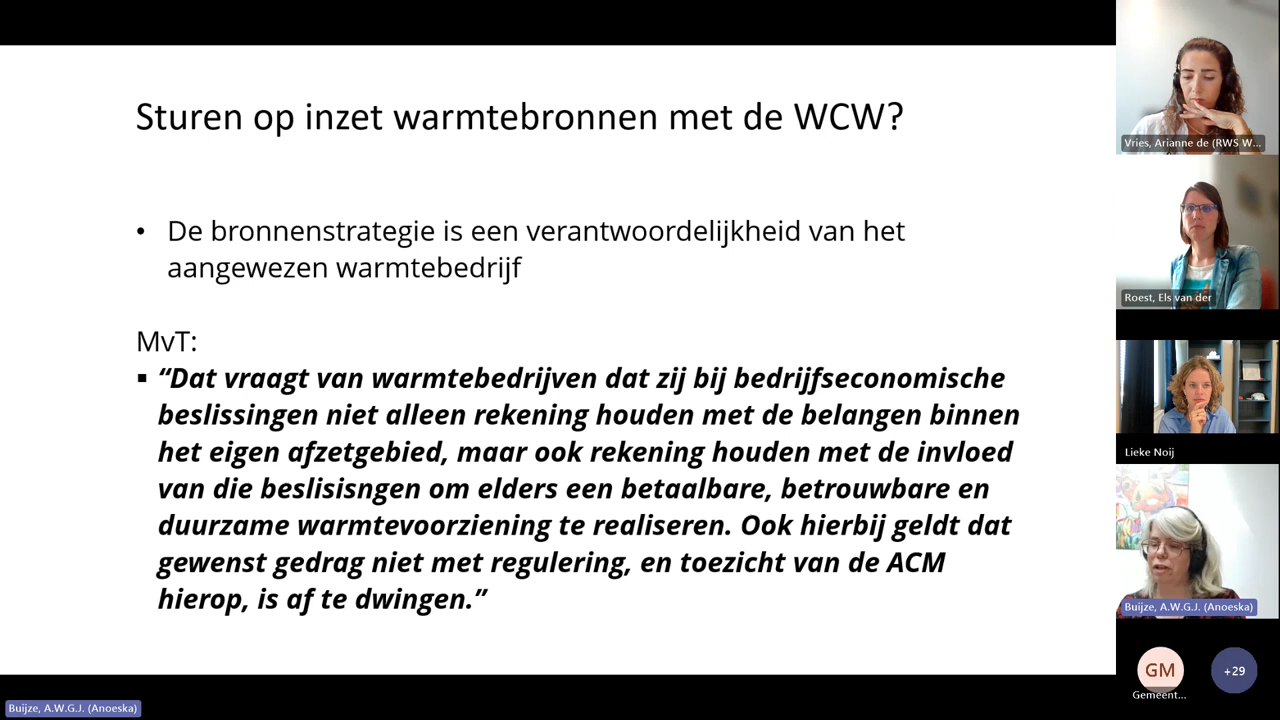 Sturen op inzet warmtebronnen met de WCW?
• De bronnenstrategie is een verantwoordelijkheid van het
aangewezen warmtebedrijf
MvT:
▪ “Dat vraagt van warmtebedrijven dat zij bij bedrijfseconomische
beslissingen niet alleen rekening houden met de belangen binnen
het eigen afzetgebied, maar ook rekening houden met de invloed
van die beslisisngen om elders een betaalbare, betrouwbare en
duurzame warmtevoorziening te realiseren. Ook hierbij geldt dat
gewenst gedrag niet met regulering, en toezicht van de ACM
hierop, is af te dwingen.”
Vries, Arianne de (RWS W...
Roest, Els van der
Lieke Noij
Buijze, A.W.G.J. (Anoeska)
GM
+29
Gemeent...
Buijze, A.W.G.J. (Anoeska)